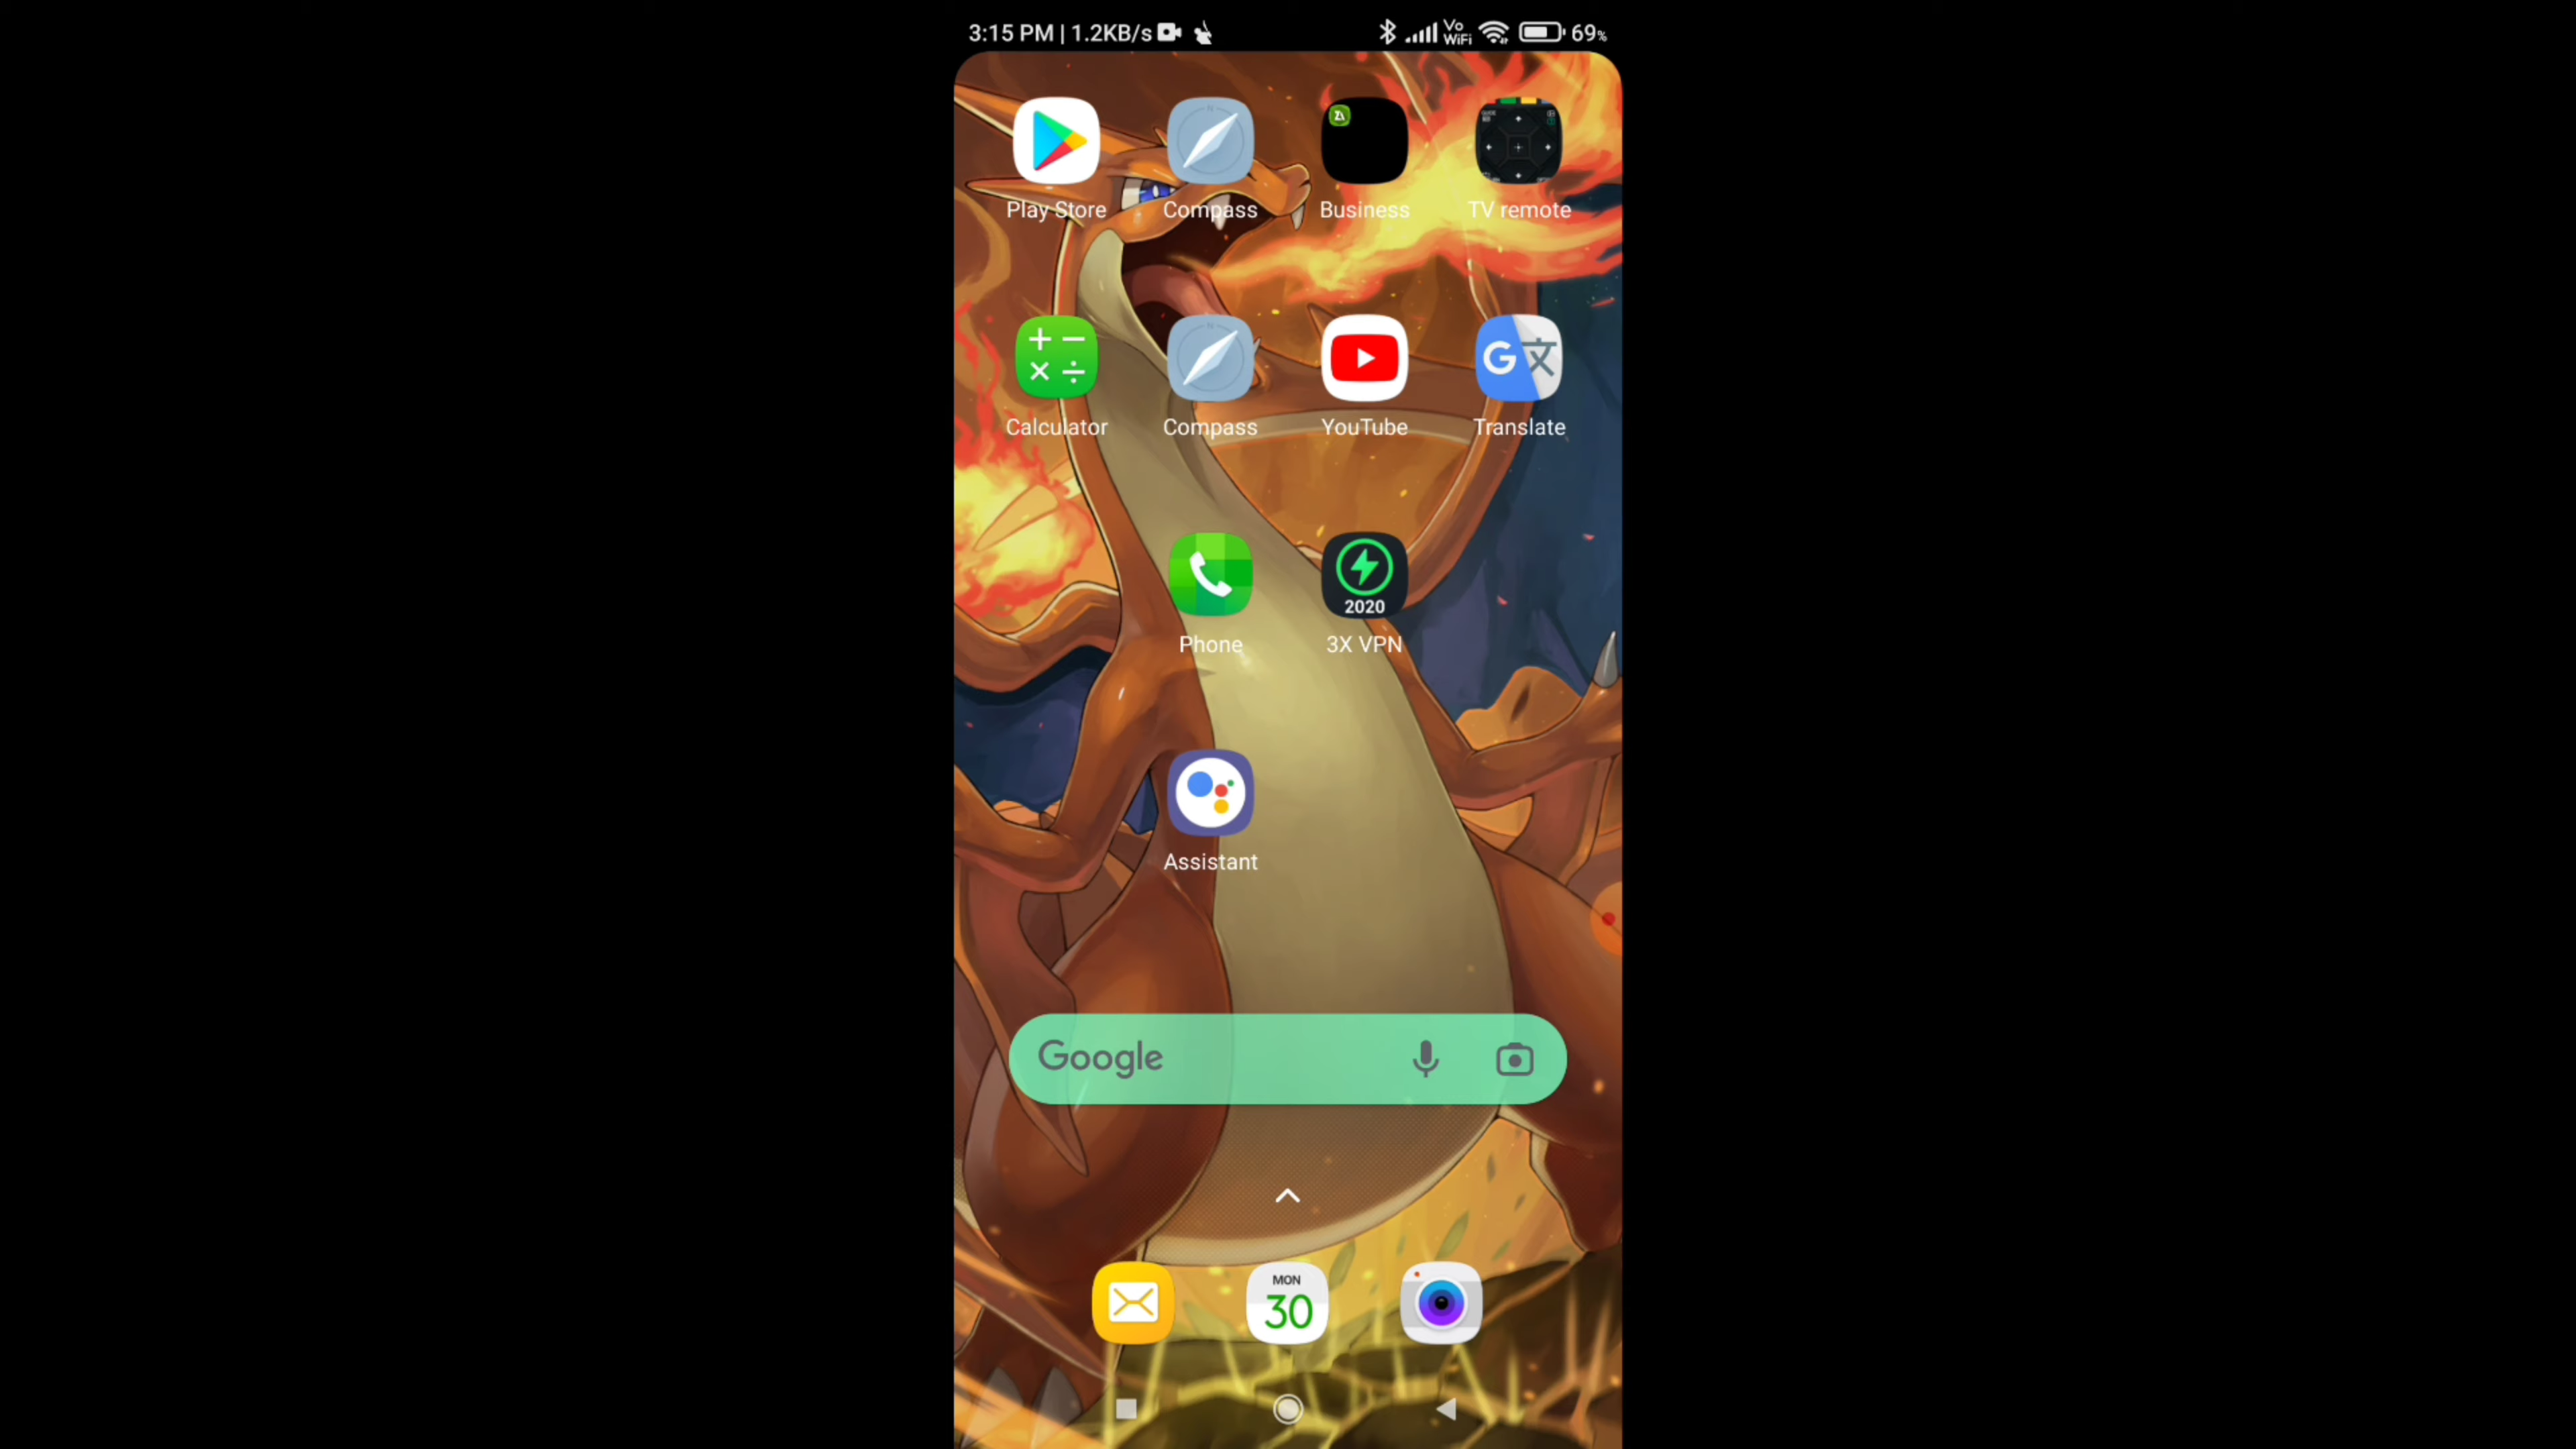 3:15 PM | 1.2KB/s Vo WiFi 69%
Play Store Compass Business TV remote
Calculator Compass YouTube Translate
2020
Phone 3X VPN
Assistant
Google
MON
30